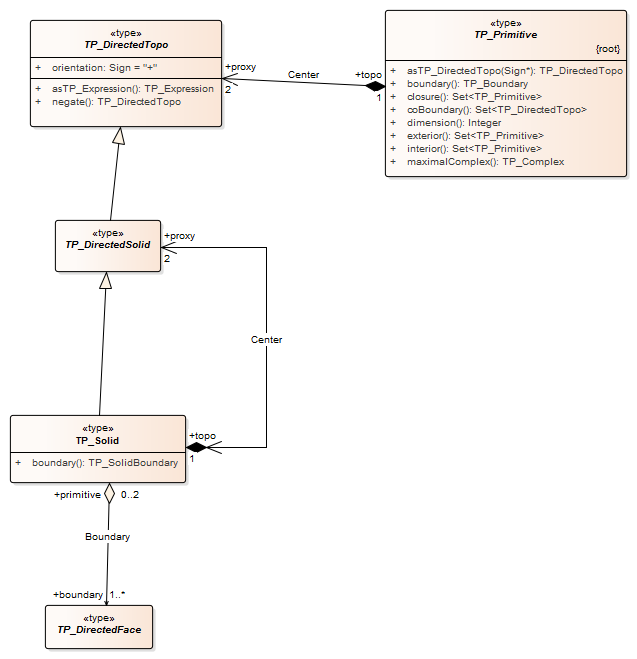 «type»
TP_DirectedTopo
+ orientation: Sign = "+"
+ asTP_Expression(): TP_Expression
+ negate(): TP_DirectedTopo
«type»
TP_Primitive
{root}
+ asTP_DirectedTopo(Sign*): TP_DirectedTopo
+ boundary(): TP_Boundary
+ closure(): Set<TP_Primitive>
+ coBoundary(): Set<TP_DirectedTopo>
+ dimension(): Integer
+ exterior(): Set<TP_Primitive>
+ interior(): Set<TP_Primitive>
+ maximalComplex(): TP_Complex
+proxy
2
Center
+topo
1
«type»
TP_DirectedSolid
+proxy
2
Center
+topo
1
«type»
TP_Solid
+ boundary(): TP_SolidBoundary
+primitive 0..2
Boundary
+boundary 1..*
«type»
TP_DirectedFace